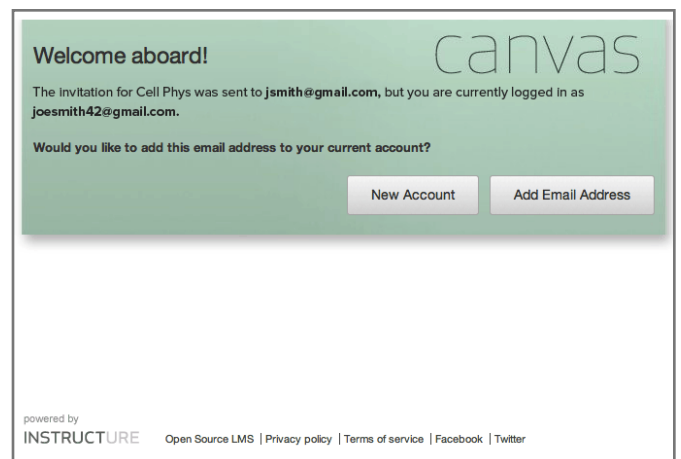 canvas
Welcome aboard!
The invitation for Cell Phys was sent to jsmith@gmail.com, but you are currently logged in as
joesmith42@gmail.com.
Would you like to add this email address to your current account?
New Account
Add Email Address
powered by
INSTRUCTURE
Open Source LMS | Privacy policy | Terms of service | Facebook | Twitter